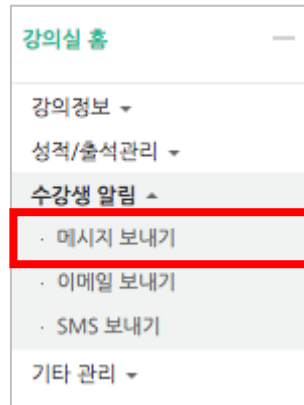 강의실 홈
강의정보
성적/출석관리
수강생 알림
· 메시지 보내기
· 이메일 보내기
· SMS 보내기
기타 관리